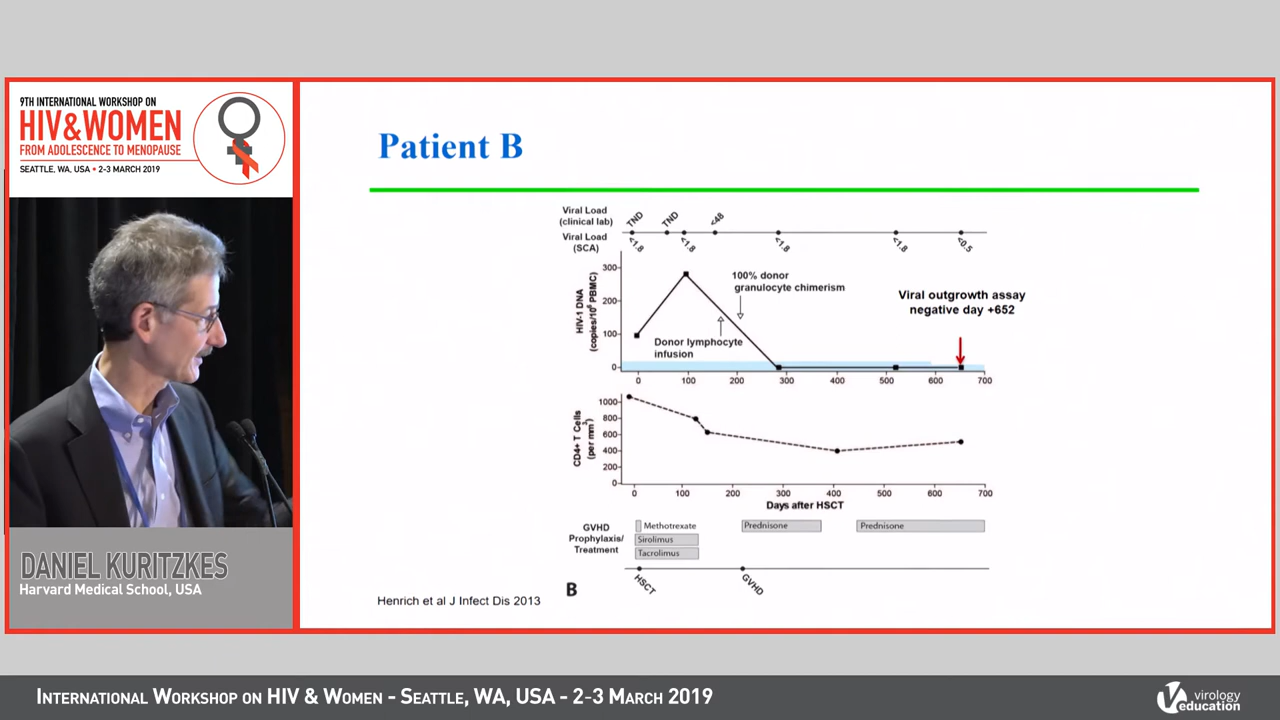 9TH INTERNATIONAL WORKSHOP ON
HIV&WOMEN
FROM ADOLESCENCE TO MENOPAUSE
SEATTLE, WA, USA • 2-3 MARCH 2019
DANIEL KURITZKES
Harvard Medical School, USA
Patient B
Viral Load
(clinical lab)
TND
TND
<48
Viral Load
(SCA)
<1.8
<1.8
<1.8
<1.8
<0.5
HIV-1 DNA
(copies/10⁶ PBMC)
300
200
100
0
100% donor
granulocyte chimerism
Donor lymphocyte
infusion
Viral outgrowth assay
negative day +652
0 100 200 300 400 500 600 700
CD4+ T Cells
(per mm³)
1000
800
600
400
200
0
0 100 200 300 400 500 600 700
Days after HSCT
GVHD
Prophylaxis/
Treatment
Methotrexate
Sirolimus
Tacrolimus
Prednisone
Prednisone
HSCT
GVHD
B
Henrich et al J Infect Dis 2013
INTERNATIONAL WORKSHOP ON HIV & WOMEN - SEATTLE, WA, USA - 2-3 MARCH 2019
virology
education